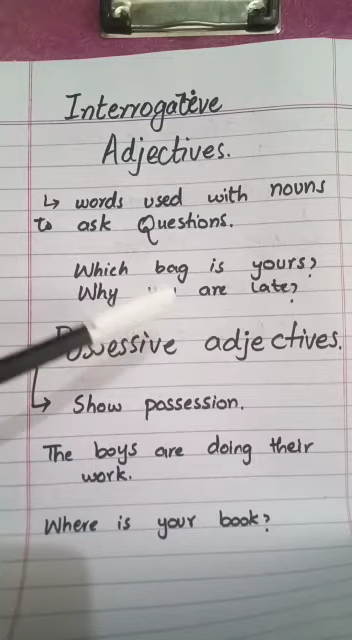 Interrogative
Adjectives.
↳ words used with nouns
to ask Questions.
Which bag is yours?
Why are late?
Possessive adjectives.
↳ Show possession.
The boys are doing their
work.
Where is your book?